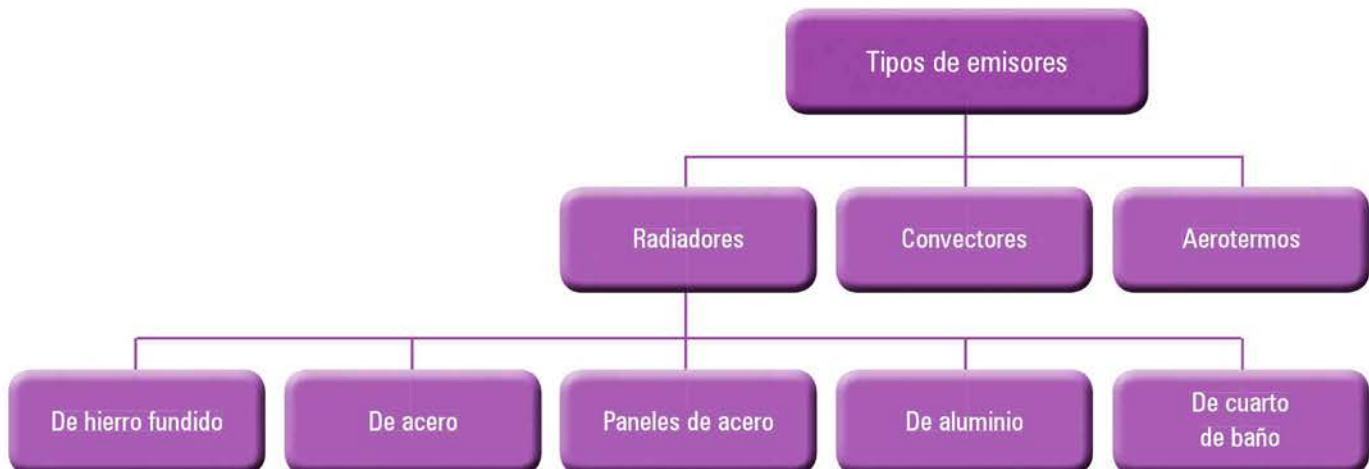 Tipos de emisores
Radiadores
Convectores
Aerotermos
De hierro fundido
De acero
Paneles de acero
De aluminio
De cuarto
de baño